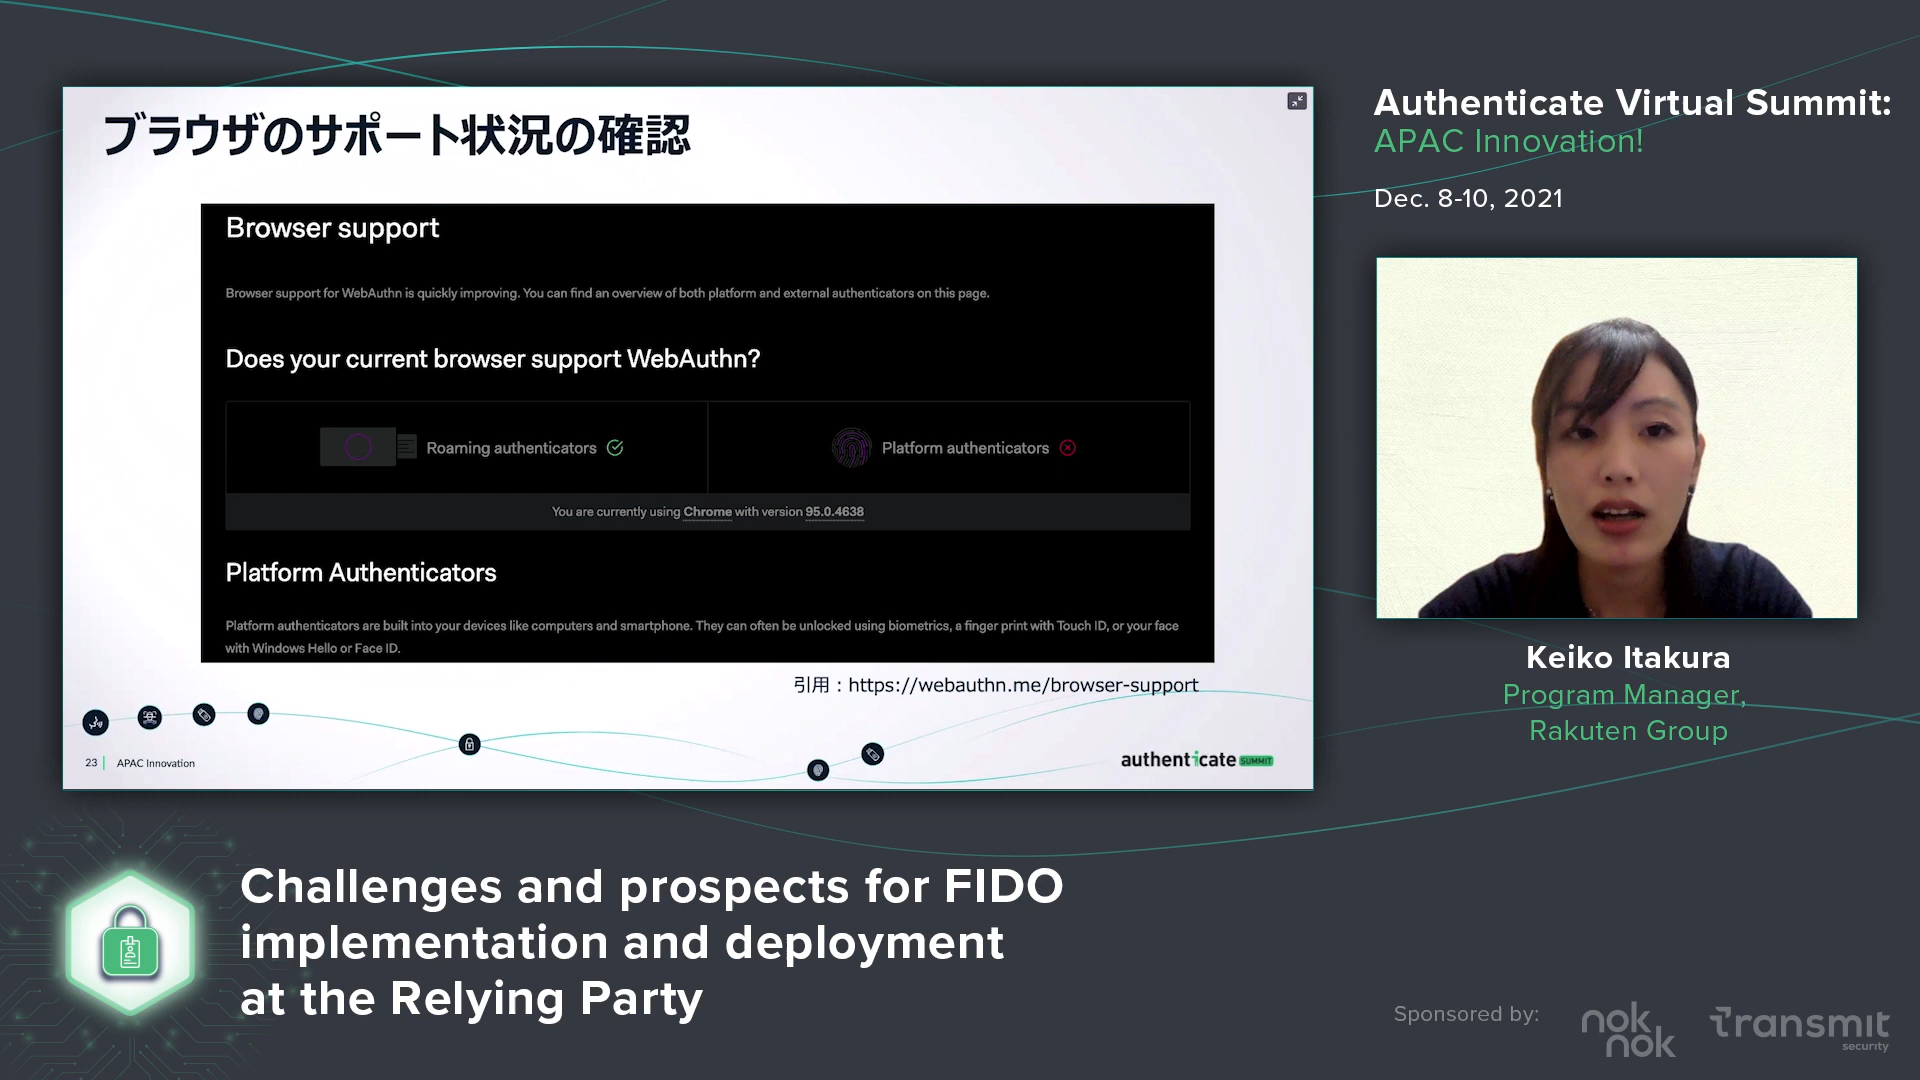 ブラウザのサポート状況の確認
Browser support
Browser support for WebAuthn is quickly improving. You can find an overview of both platform and external authenticators on this page.
Does your current browser support WebAuthn?
Roaming authenticators
Platform authenticators
You are currently using Chrome with version 95.0.4638
Platform Authenticators
Platform authenticators are built into your devices like computers and smartphone. They can often be unlocked using biometrics, a finger print with Touch ID, or your face
with Windows Hello or Face ID.
引用：https://webauthn.me/browser-support
23
APAC Innovation
authenticate SUMMIT
Authenticate Virtual Summit:
APAC Innovation!
Dec. 8-10, 2021
Keiko Itakura
Program Manager,
Rakuten Group
Challenges and prospects for FIDO
implementation and deployment
at the Relying Party
Sponsored by:
nok
nok
Transmit
security